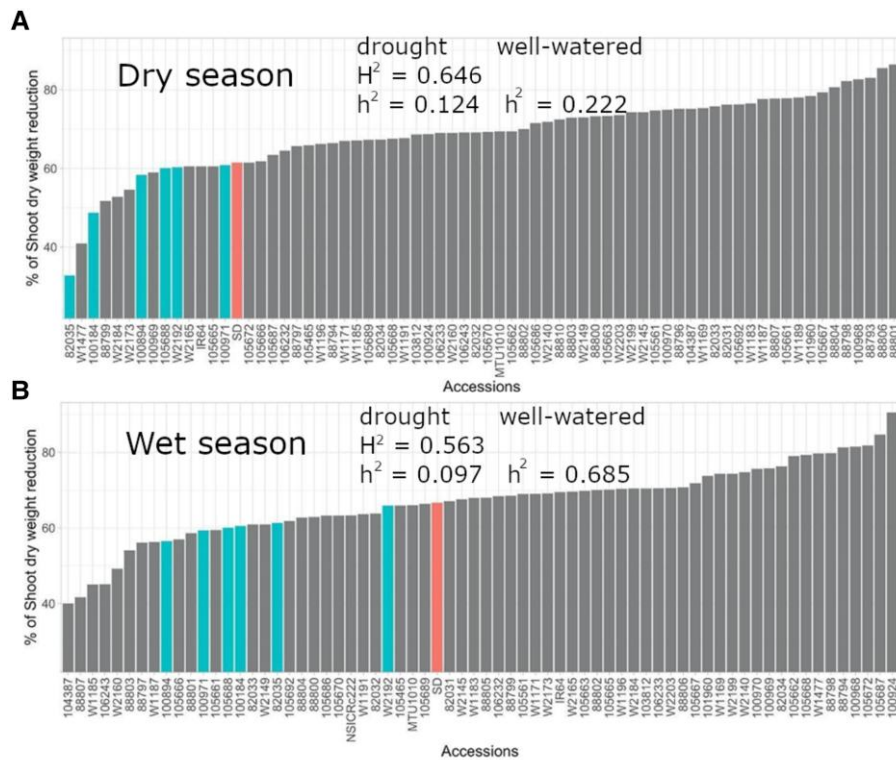 A
Dry season
drought well-watered
H² = 0.646
h² = 0.124 h² = 0.222
% of Shoot dry weight reduction
80
60
40
82035 W1477 100184 88799 W2184 W2173 100894 100969 105688 W2192 W2165 IR64 105665 100971 SD 105672 105666 105687 106232 88797 105465 W1196 88794 W1171 W1185 105689 82034 105668 W1191 103812 100924 106233 W2160 106243 82032 105670 MTU1010 105662 88802 105686 W2140 88810 88803 W2149 88800 105663 W2203 W2199 W2145 105561 100970 88796 104387 W1169 82033 82031 105692 W1183 W1187 88807 105661 W1189 101960 105667 88804 88798 100968 88793 88806
Accessions
B
Wet season
drought well-watered
H² = 0.563
h² = 0.097 h² = 0.685
% of Shoot dry weight reduction
80
60
40
104387 88807 W1185 106243 W2160 88803 88797 W1187 100894 105666 88801 100971 105661 105688 100184 82033 W2149 82035 105692 88804 88800 105686 105670 NSICRc222 W1191 82032 W2192 105465 MTU1010 105689 SD 82031 W2145 W1183 88805 106232 88799 105561 W1171 W2173 IR64 W2165 105663 88802 105665 W1196 W2184 103812 106233 W2203 88806 105667 101960 W1169 W2199 W2140 100970 100969 82034 105662 105668 W1477 88798 88794 100968 105672 105687 100924
Accessions